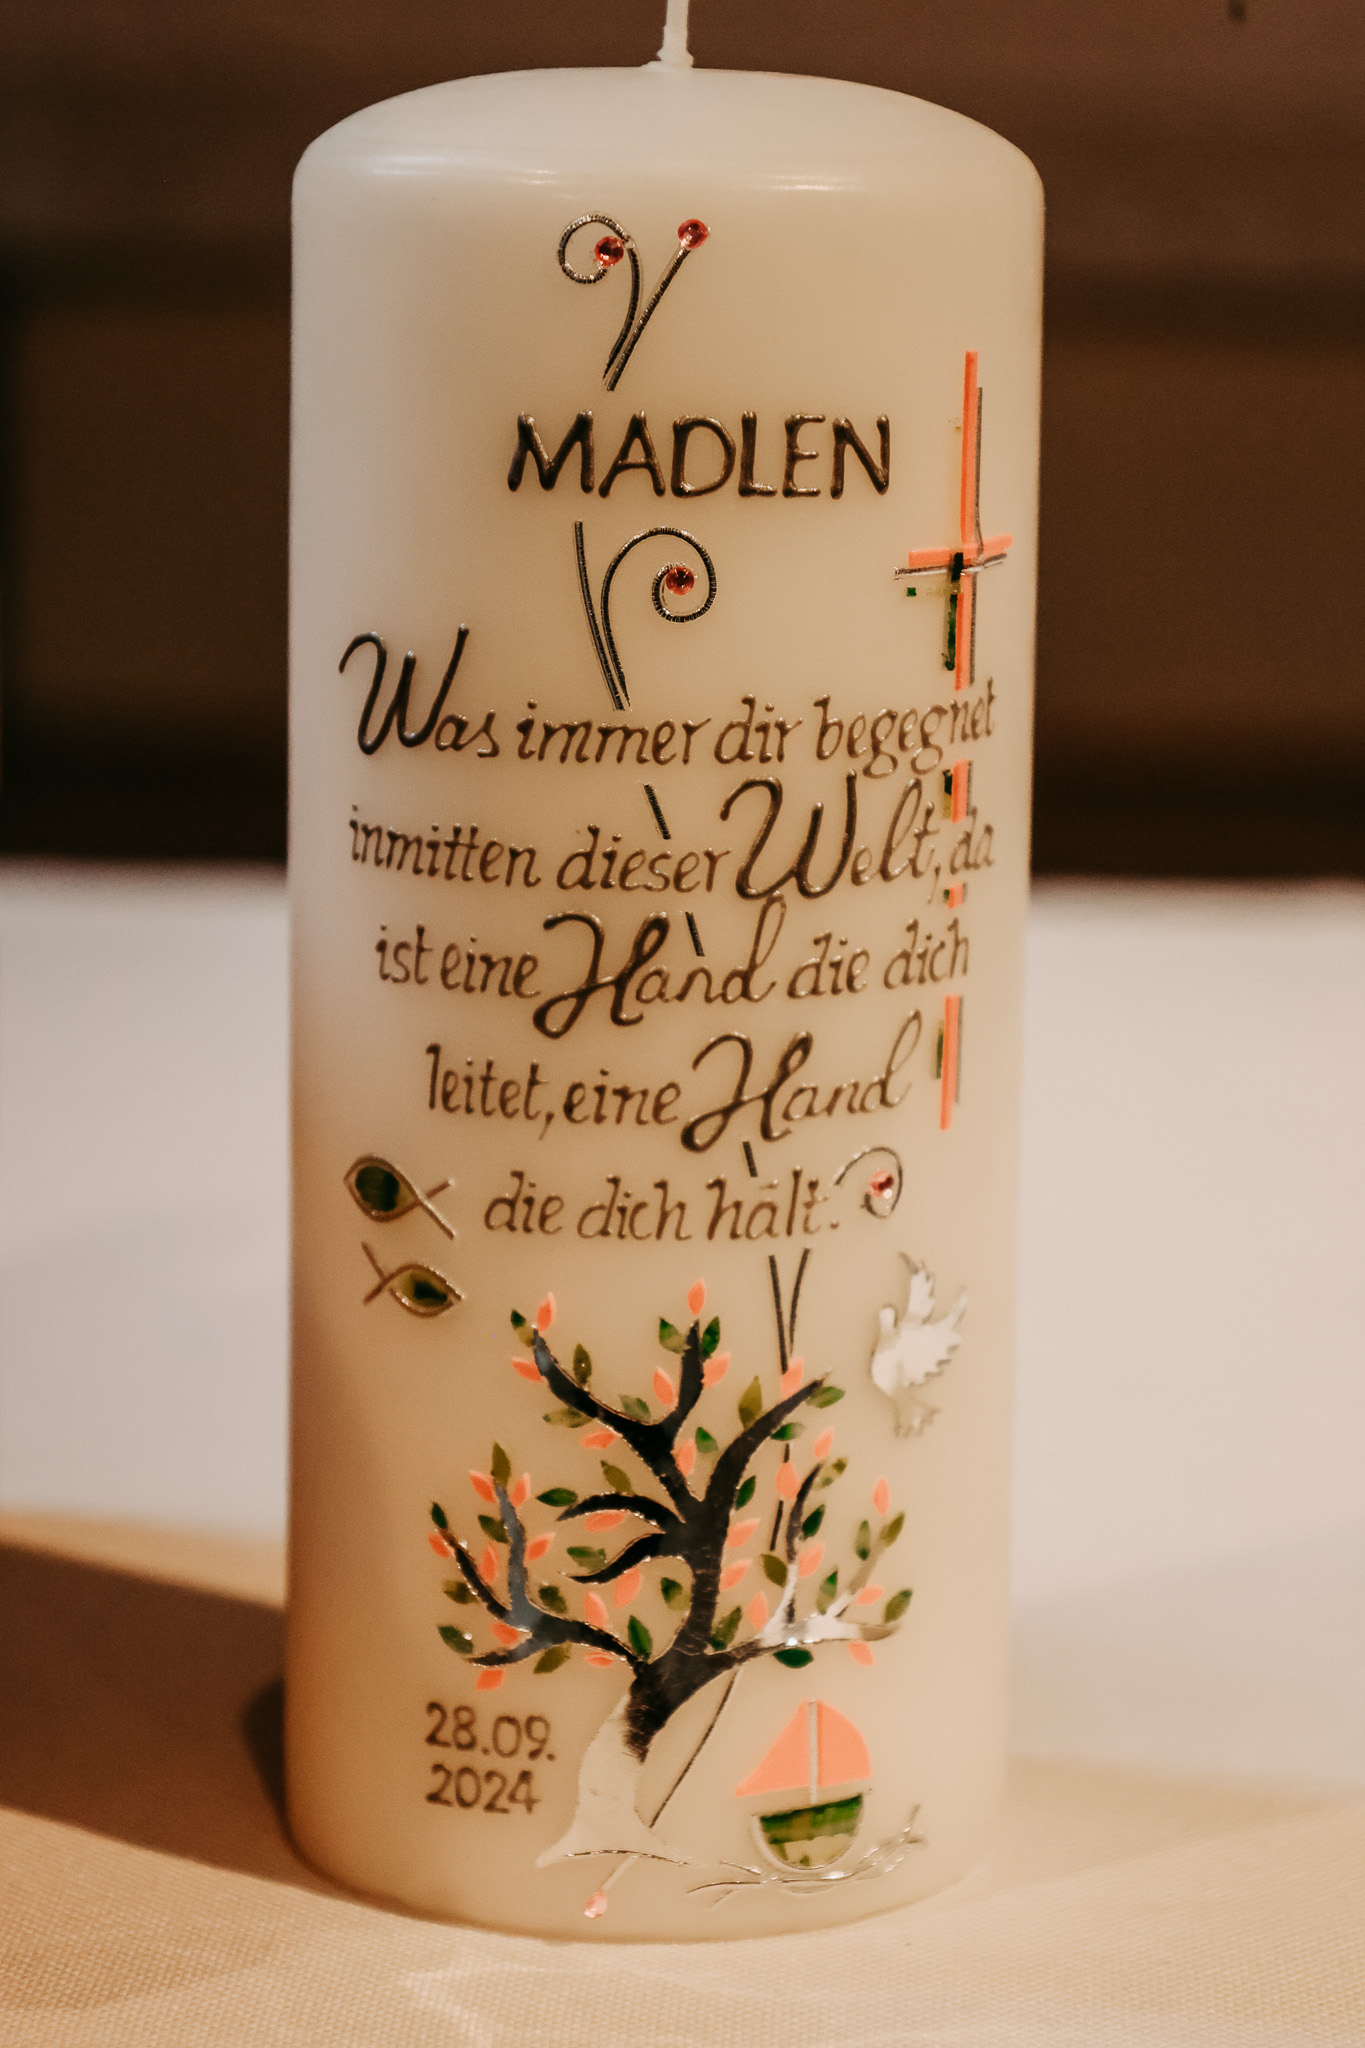 MADLEN
Was immer dir begegnet
inmitten dieser Welt, da
ist eine Hand die dich
leitet, eine Hand
die dich hält.
28.09.
2024